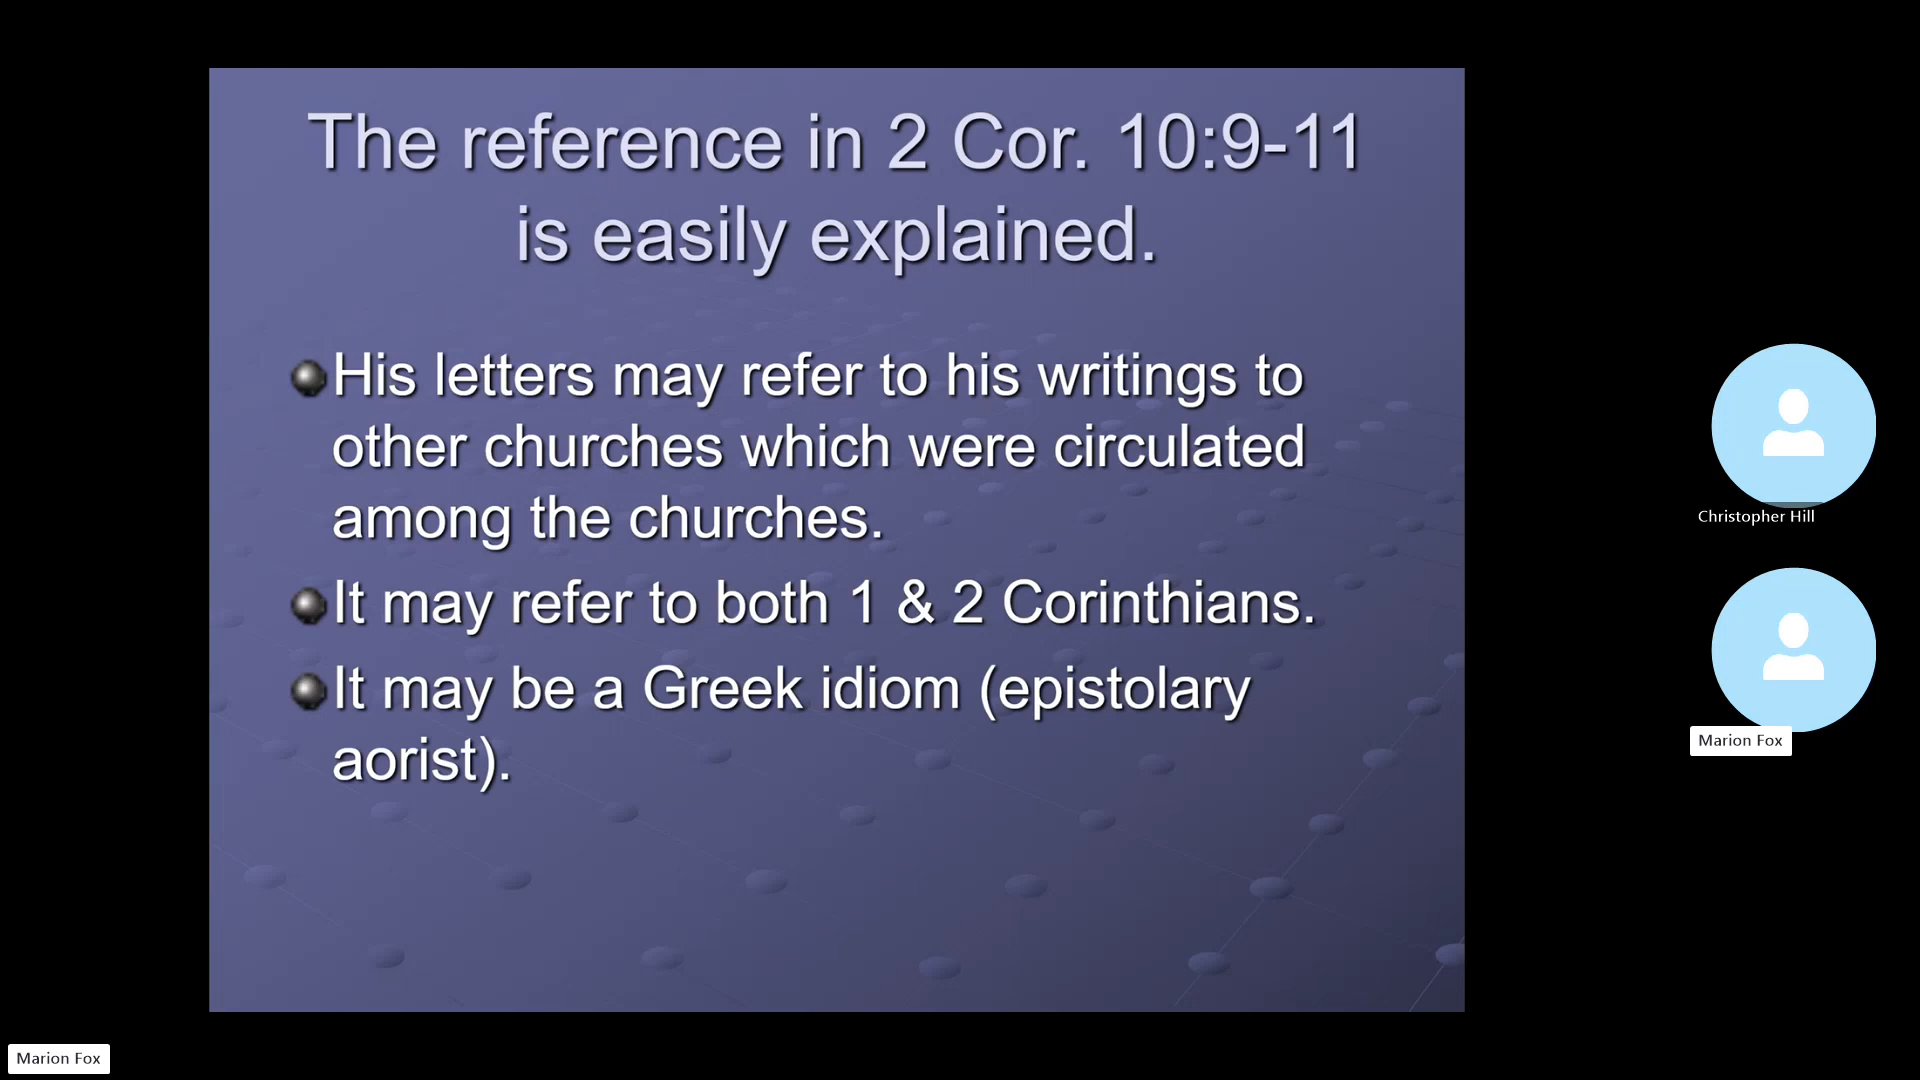 The reference in 2 Cor. 10:9-11
is easily explained.
His letters may refer to his writings to
other churches which were circulated
among the churches.
It may refer to both 1 & 2 Corinthians.
It may be a Greek idiom (epistolary
aorist).
Christopher Hill
Marion Fox
Marion Fox